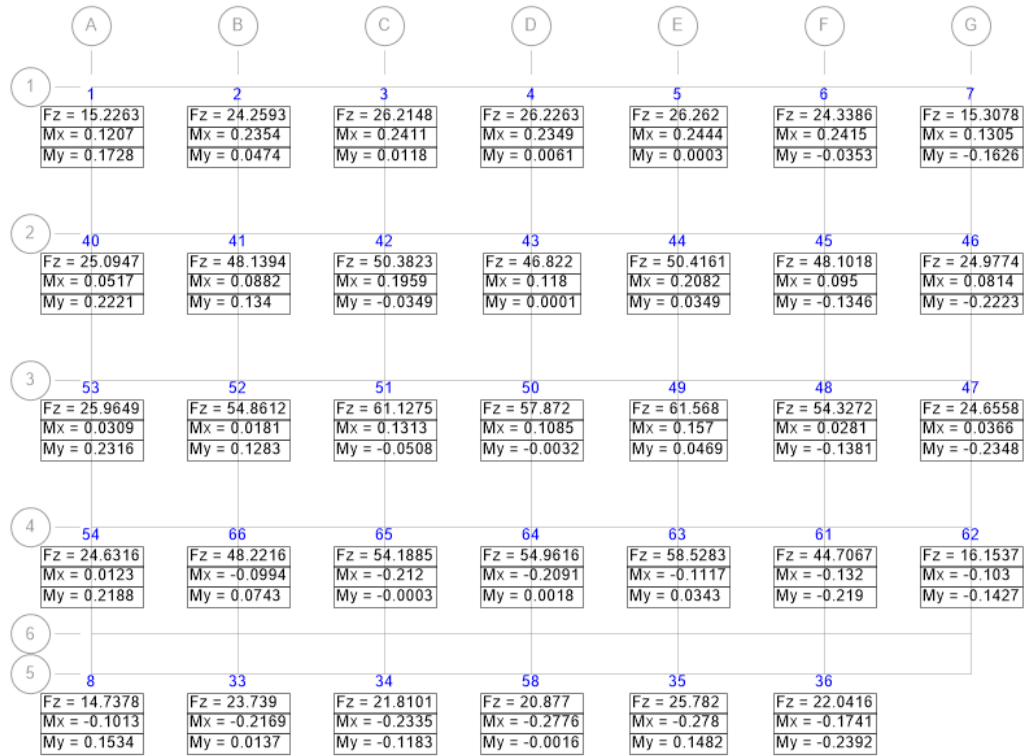 A B C D E F G
1
1 2 3 4 5 6 7
Fz = 15.2263 Fz = 24.2593 Fz = 26.2148 Fz = 26.2263 Fz = 26.262 Fz = 24.3386 Fz = 15.3078
Mx = 0.1207 Mx = 0.2354 Mx = 0.2411 Mx = 0.2349 Mx = 0.2444 Mx = 0.2415 Mx = 0.1305
My = 0.1728 My = 0.0474 My = 0.0118 My = 0.0061 My = 0.0003 My = -0.0353 My = -0.1626
2
40 41 42 43 44 45 46
Fz = 25.0947 Fz = 48.1394 Fz = 50.3823 Fz = 46.822 Fz = 50.4161 Fz = 48.1018 Fz = 24.9774
Mx = 0.0517 Mx = 0.0882 Mx = 0.1959 Mx = 0.118 Mx = 0.2082 Mx = 0.095 Mx = 0.0814
My = 0.2221 My = 0.134 My = -0.0349 My = 0.0001 My = 0.0349 My = -0.1346 My = -0.2223
3
53 52 51 50 49 48 47
Fz = 25.9649 Fz = 54.8612 Fz = 61.1275 Fz = 57.872 Fz = 61.568 Fz = 54.3272 Fz = 24.6558
Mx = 0.0309 Mx = 0.0181 Mx = 0.1313 Mx = 0.1085 Mx = 0.157 Mx = 0.0281 Mx = 0.0366
My = 0.2316 My = 0.1283 My = -0.0508 My = -0.0032 My = 0.0469 My = -0.1381 My = -0.2348
4
54 66 65 64 63 61 62
Fz = 24.6316 Fz = 48.2216 Fz = 54.1885 Fz = 54.9616 Fz = 58.5283 Fz = 44.7067 Fz = 16.1537
Mx = 0.0123 Mx = -0.0994 Mx = -0.212 Mx = -0.2091 Mx = -0.1117 Mx = -0.132 Mx = -0.103
My = 0.2188 My = 0.0743 My = -0.0003 My = 0.0018 My = 0.0343 My = -0.219 My = -0.1427
6
5
8 33 34 58 35 36
Fz = 14.7378 Fz = 23.739 Fz = 21.8101 Fz = 20.877 Fz = 25.782 Fz = 22.0416
Mx = -0.1013 Mx = -0.2169 Mx = -0.2335 Mx = -0.2776 Mx = -0.278 Mx = -0.1741
My = 0.1534 My = 0.0137 My = -0.1183 My = -0.0016 My = 0.1482 My = -0.2392